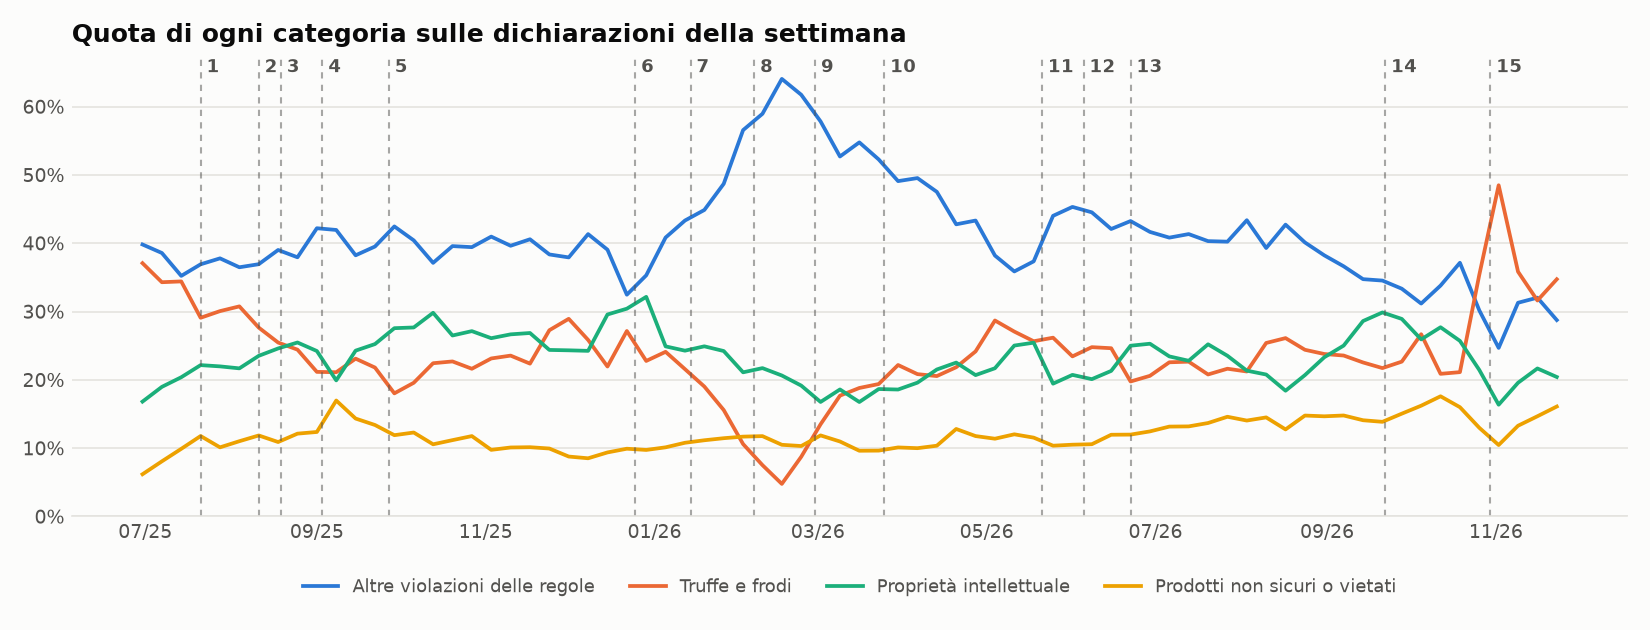 Quota di ogni categoria sulle dichiarazioni della settimana
1 2 3 4 5 6 7 8 9 10 11 12 13 14 15
60%
50%
40%
30%
20%
10%
0%
07/25 09/25 11/25 01/26 03/26 05/26 07/26 09/26 11/26
Altre violazioni delle regole Truffe e frodi Proprietà intellettuale Prodotti non sicuri o vietati